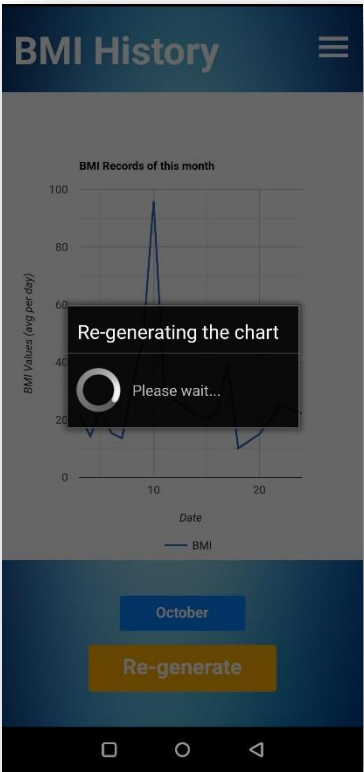 BMI History
BMI Records of this month
100
80
60
40
20
0
BMI Values (avg per day)
Re-generating the chart
Please wait...
10
20
Date
BMI
October
Re-generate